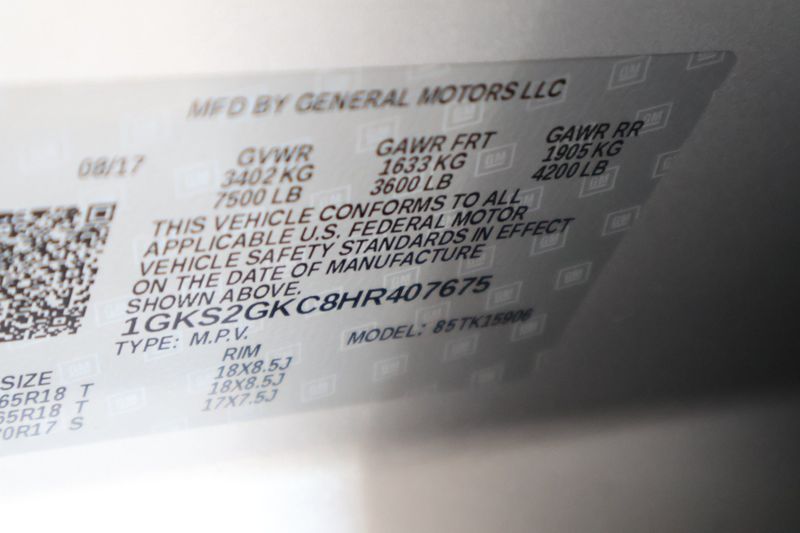 MFD BY GENERAL MOTORS LLC
08/17 GVWR GAWR FRT GAWR RR
3402 KG 1633 KG 1905 KG
7500 LB 3600 LB 4200 LB
THIS VEHICLE CONFORMS TO ALL
APPLICABLE U.S. FEDERAL MOTOR
VEHICLE SAFETY STANDARDS IN EFFECT
ON THE DATE OF MANUFACTURE
SHOWN ABOVE.
1GKS2GKC8HR407675
TYPE: M.P.V. MODEL: 85TK15906
SIZE RIM
65R18 T 18X8.5J
65R18 T 18X8.5J
0R17 S 17X7.5J